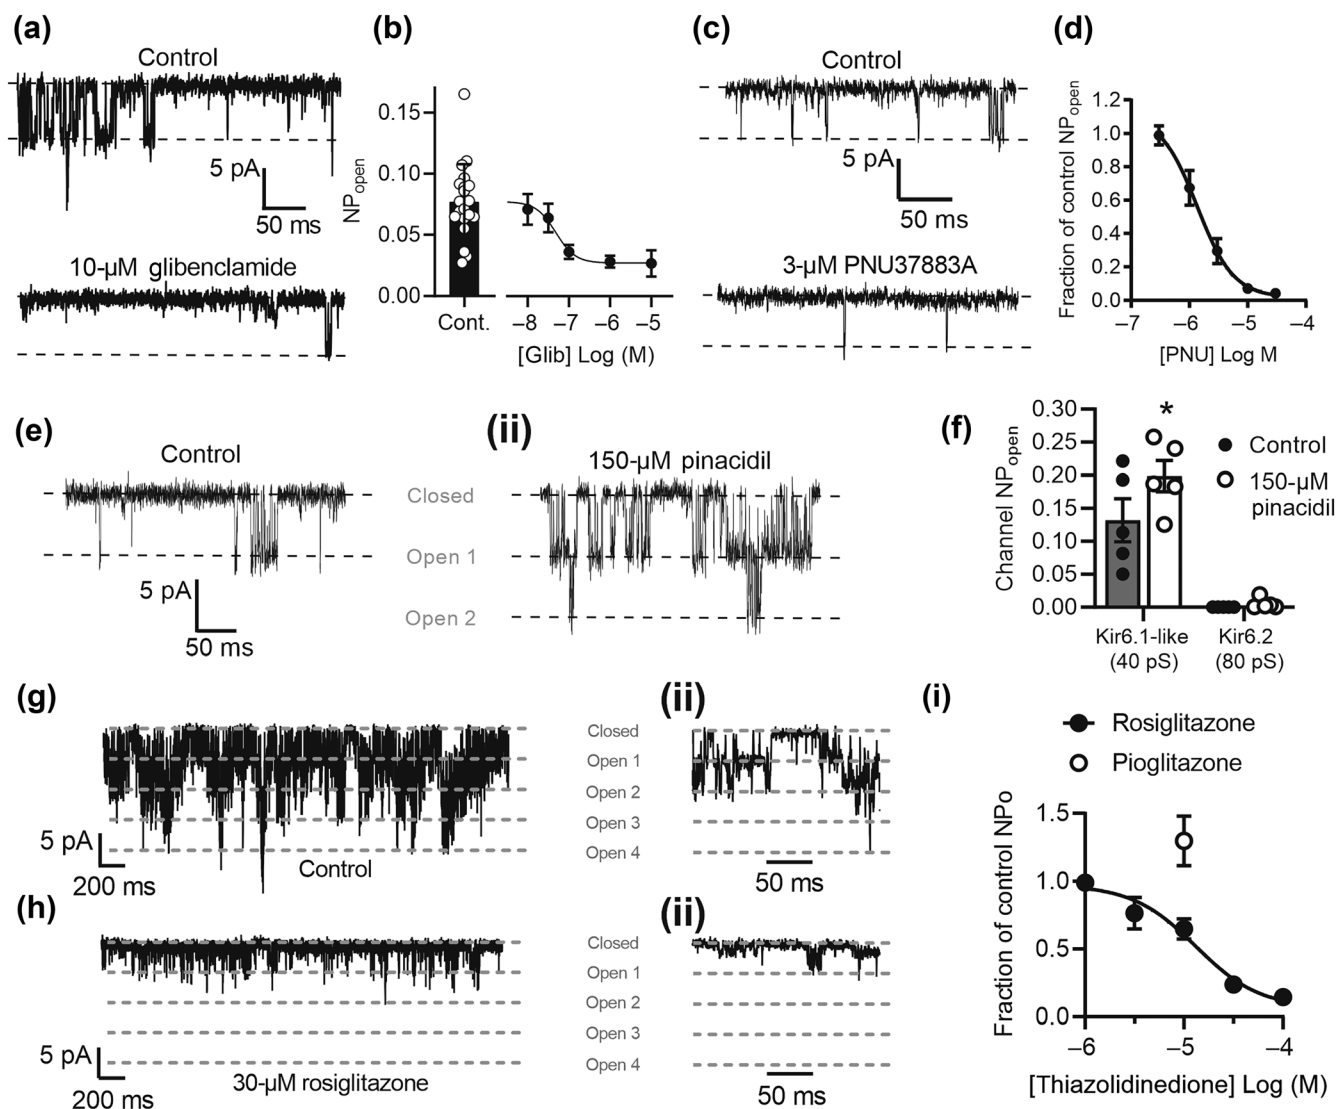 (a)
Control
5 pA
50 ms
10-µM glibenclamide
(b)
NPopen
0.15
0.10
0.05
0.00
Cont.
–8
–7
–6
–5
[Glib] Log (M)
(c)
Control
5 pA
50 ms
3-µM PNU37883A
(d)
Fraction of control NPopen
1.2
1.0
0.8
0.6
0.4
0.2
0.0
–7
–6
–5
–4
[PNU] Log M
(e)
Control
5 pA
50 ms
Closed
Open 1
Open 2
(ii)
150-µM pinacidil
(f)
Channel NPopen
0.30
0.25
0.20
0.15
0.10
0.05
0.00
*
Control
150-µM
pinacidil
Kir6.1-like
(40 pS)
Kir6.2
(80 pS)
(g)
5 pA
200 ms
Control
Closed
Open 1
Open 2
Open 3
Open 4
(ii)
50 ms
(h)
5 pA
200 ms
30-µM rosiglitazone
Closed
Open 1
Open 2
Open 3
Open 4
(ii)
50 ms
(i)
Rosiglitazone
Pioglitazone
Fraction of control NPo
1.5
1.0
0.5
0.0
–6
–5
–4
[Thiazolidinedione] Log (M)